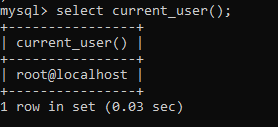 mysql> select current_user();
+----------------+
| current_user() |
+----------------+
| root@localhost |
+----------------+
1 row in set (0.03 sec)